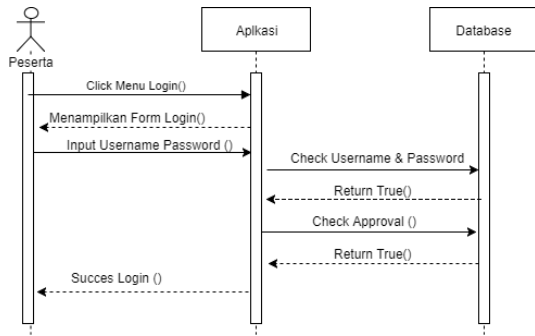 Aplkasi
Database
Peserta
Click Menu Login()
Menampilkan Form Login()
Input Username Password ()
Check Username & Password
Return True()
Check Approval ()
Return True()
Succes Login ()